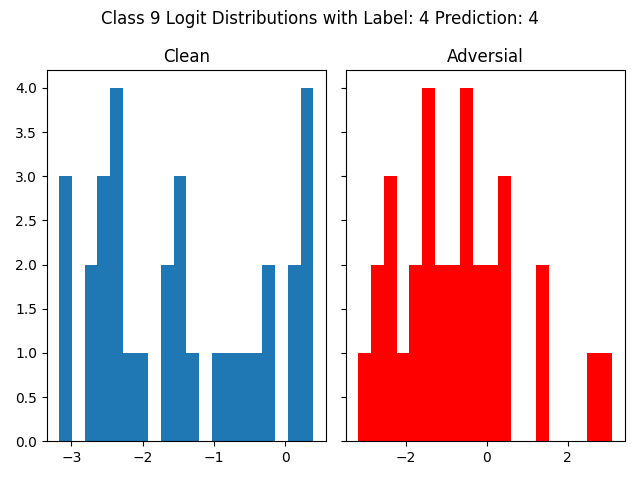 Class 9 Logit Distributions with Label: 4 Prediction: 4
Clean
Adversial
4.0
3.5
3.0
2.5
2.0
1.5
1.0
0.5
0.0
−3 −2 −1 0
−2 0 2